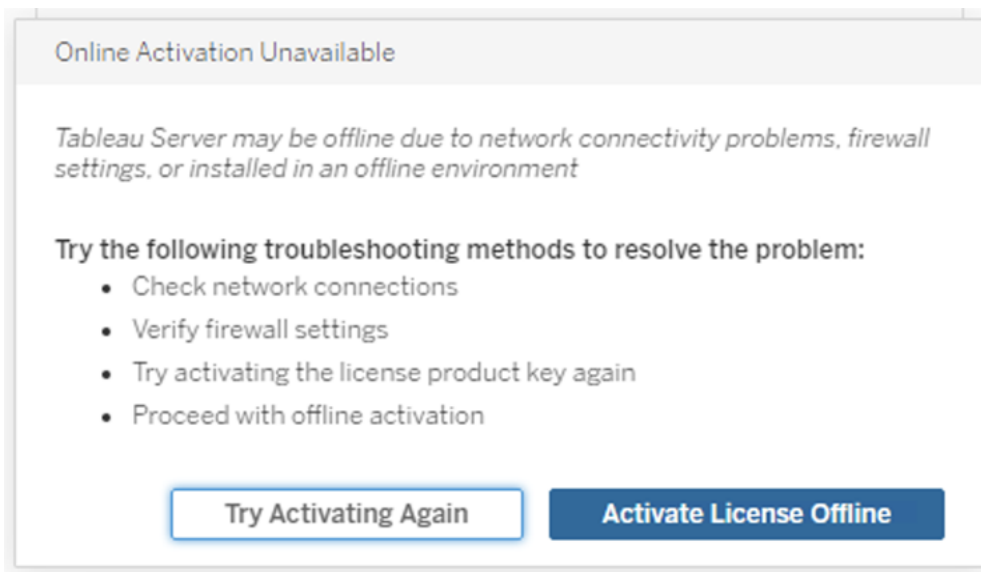 Online Activation Unavailable
Tableau Server may be offline due to network connectivity problems, firewall
settings, or installed in an offline environment
Try the following troubleshooting methods to resolve the problem:
• Check network connections
• Verify firewall settings
• Try activating the license product key again
• Proceed with offline activation
Try Activating Again
Activate License Offline